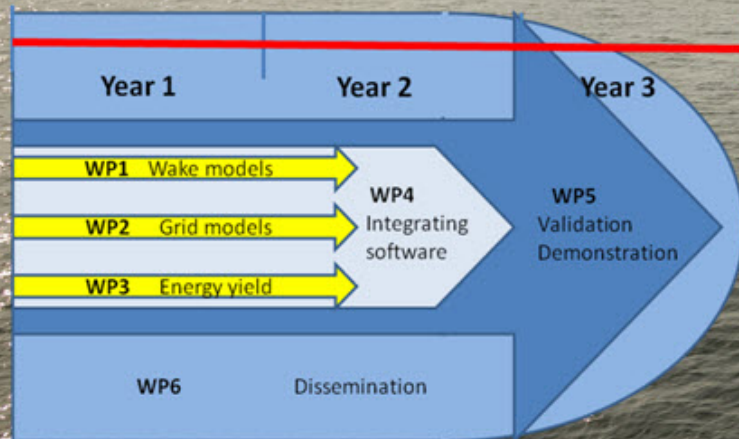 Year 1
Year 2
Year 3
WP1 Wake models
WP2 Grid models
WP3 Energy yield
WP4
Integrating
software
WP5
Validation
Demonstration
WP6 Dissemination